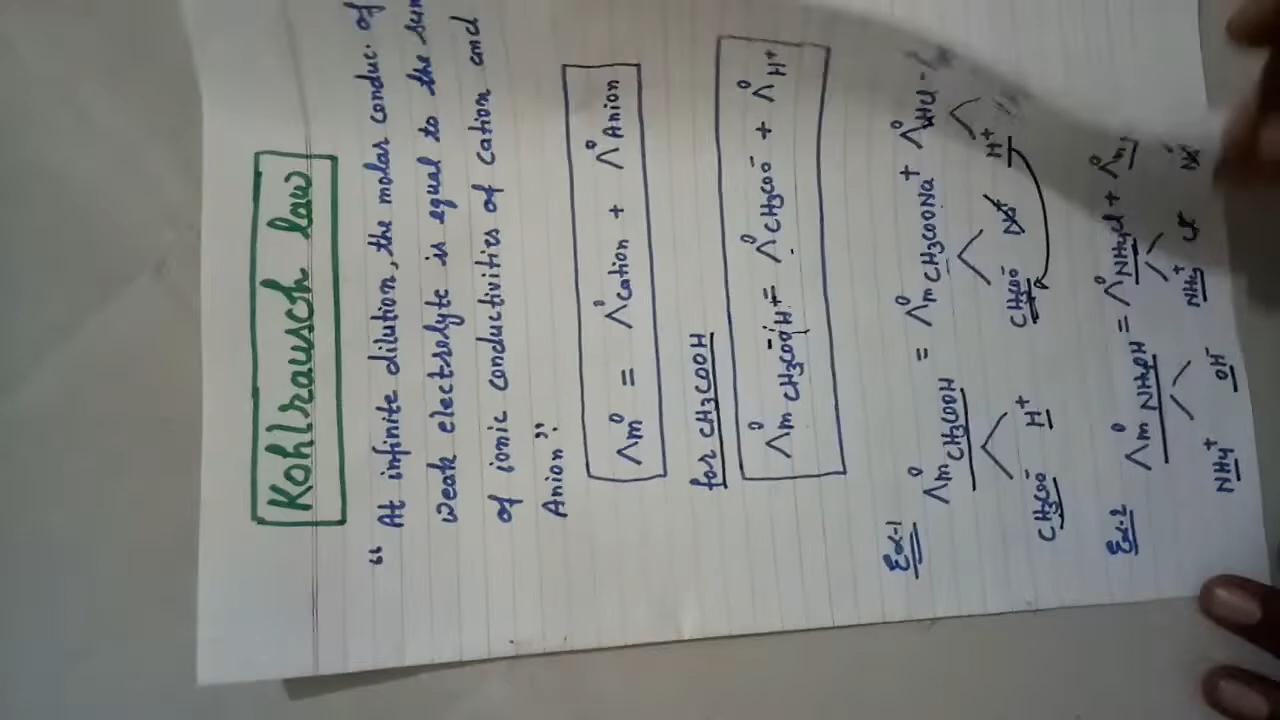 Kohlrausch law
“ At infinite dilution, the molar conduc. of
weak electrolyte is equal to the sum
of ionic conductivities of cation and
Anion”
Λ°m = Λ°Cation + Λ°Anion
for CH3COOH
Λ°m CH3COO⁻H⁺ = Λ°CH3COO⁻ + Λ°H⁺
Ex-1
Λ°m CH3COOH = Λ°m CH3COONa + Λ°HCl -
CH3COO⁻ H⁺ CH3COO⁻ Na⁺ H⁺
Ex-2
Λ°m NH4OH = Λ°NH4Cl + Λ°m
NH4⁺ OH⁻ NH4⁺ Cl⁻